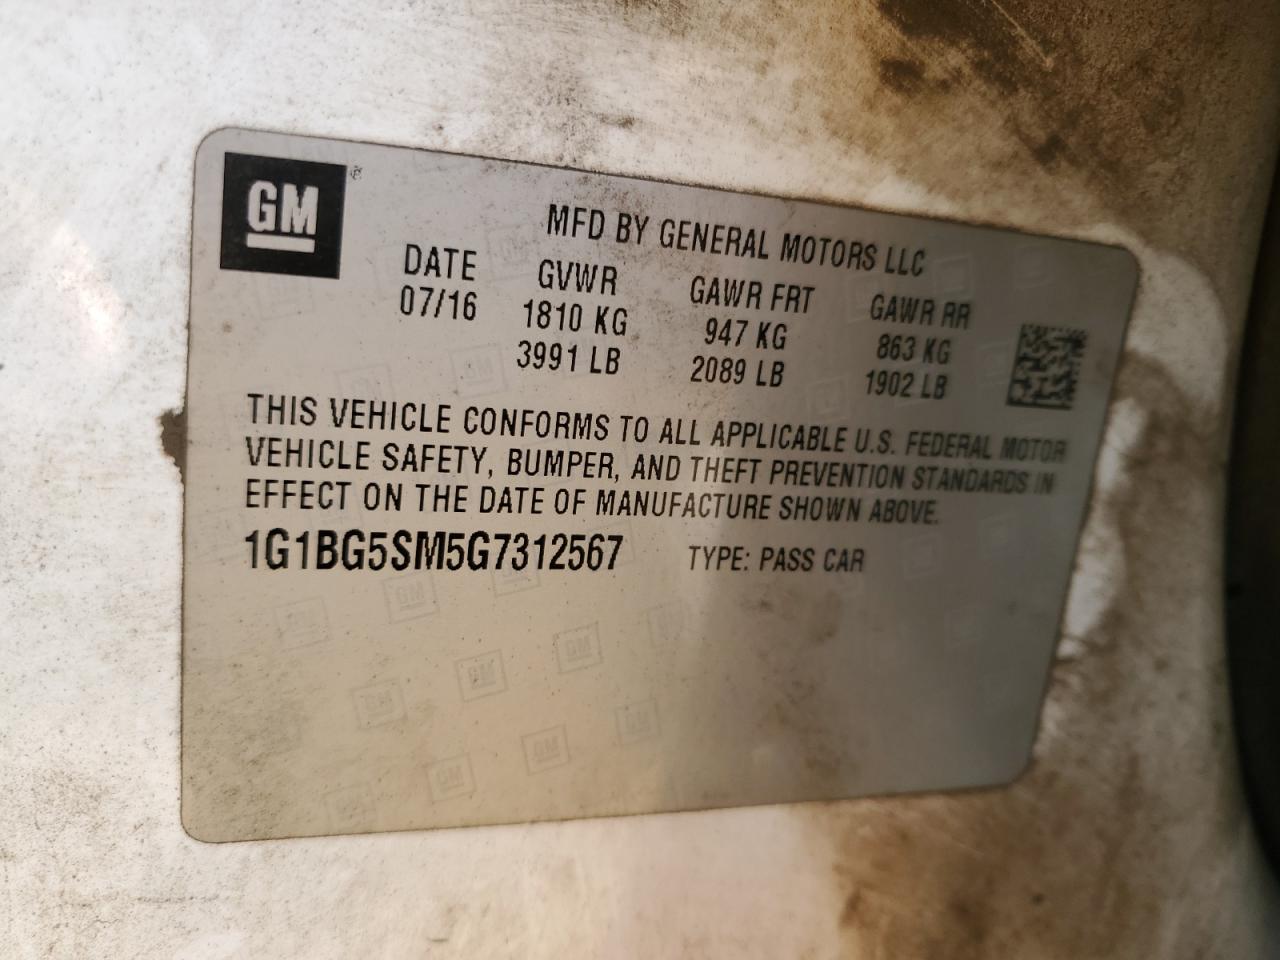 GM ®
MFD BY GENERAL MOTORS LLC
DATE GVWR GAWR FRT GAWR RR
07/16 1810 KG 947 KG 863 KG
3991 LB 2089 LB 1902 LB
THIS VEHICLE CONFORMS TO ALL APPLICABLE U.S. FEDERAL MOTOR
VEHICLE SAFETY, BUMPER, AND THEFT PREVENTION STANDARDS IN
EFFECT ON THE DATE OF MANUFACTURE SHOWN ABOVE.
1G1BG5SM5G7312567 TYPE: PASS CAR